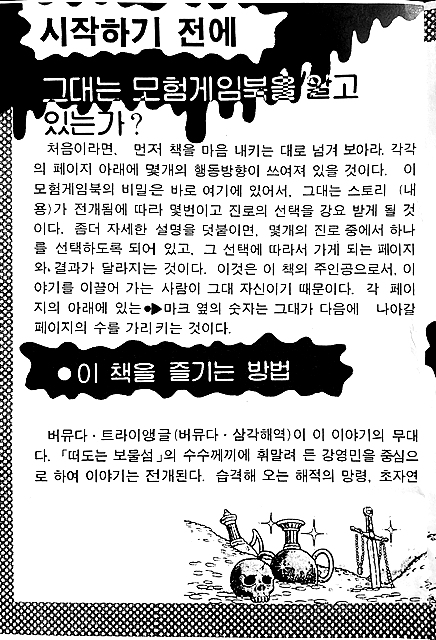 시작하기 전에
그대는 모험게임북을 알고
있는가?
처음이라면, 먼저 책을 마음 내키는 대로 넘겨 보아라. 각각
의 페이지 아래에 몇개의 행동방향이 쓰여져 있을 것이다. 이
모험게임북의 비밀은 바로 여기에 있어서, 그대는 스토리 (내
용)가 전개됨에 따라 몇번이고 진로의 선택을 강요 받게 될 것
이다. 좀더 자세한 설명을 덧붙이면, 몇개의 진로 중에서 하나
를 선택하도록 되어 있고, 그 선택에 따라서 가게 되는 페이지
와, 결과가 달라지는 것이다. 이것은 이 책의 주인공으로서, 이
야기를 이끌어 가는 사람이 그대 자신이기 때문이다. 각 페이
지의 아래에 있는 ●▶마크 옆의 숫자는 그대가 다음에 나아갈
페이지의 수를 가리키는 것이다.
●이 책을 즐기는 방법
버뮤다·트라이앵글(버뮤다·삼각해역)이 이 이야기의 무대
다. 「떠도는 보물섬」의 수수께끼에 휘말려 든 강영민을 중심으
로 하여 이야기는 전개된다. 습격해 오는 해적의 망령, 초자연